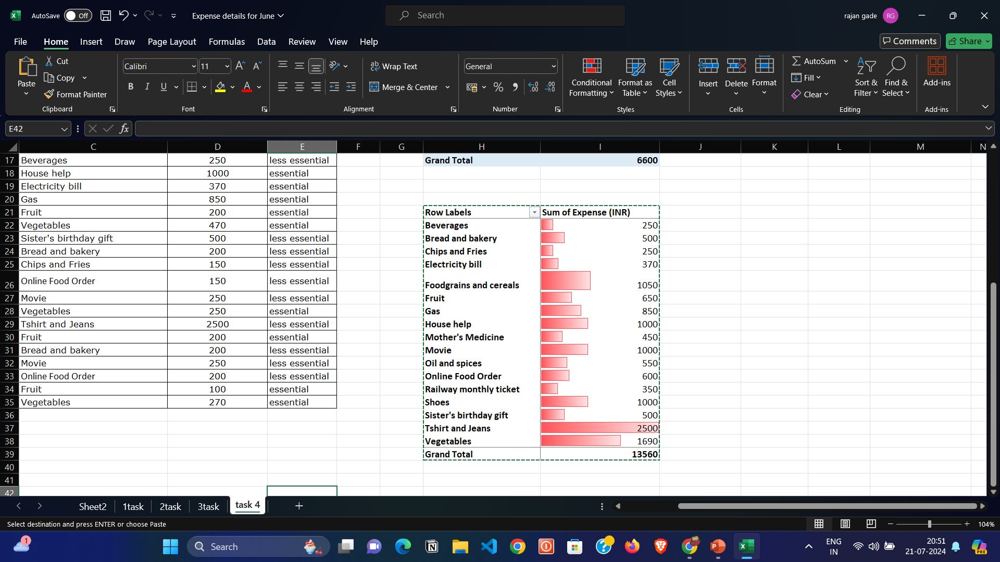 AutoSave Off Expense details for June Search rajan gade RG
File Home Insert Draw Page Layout Formulas Data Review View Help Comments Share
Paste Cut Copy Format Painter Clipboard
Calibri 11 B I U A Font
Wrap Text Merge & Center Alignment
General % Number
Conditional Formatting Format as Table Cell Styles Styles
Insert Delete Format Cells
AutoSum Fill Clear Sort & Filter Find & Select Editing
Add-ins Add-ins
E42 fx
C D E F G H I J K L M N
17 Beverages 250 less essential Grand Total 6600
18 House help 1000 essential
19 Electricity bill 370 essential
20 Gas 850 essential
21 Fruit 200 essential Row Labels Sum of Expense (INR)
22 Vegetables 470 essential Beverages 250
23 Sister's birthday gift 500 less essential Bread and bakery 500
24 Bread and bakery 200 less essential Chips and Fries 250
25 Chips and Fries 150 less essential Electricity bill 370
26 Online Food Order 150 less essential Foodgrains and cereals 1050
27 Movie 250 less essential Fruit 650
28 Vegetables 250 essential Gas 850
29 Tshirt and Jeans 2500 less essential House help 1000
30 Fruit 200 essential Mother's Medicine 450
31 Bread and bakery 200 less essential Movie 1000
32 Movie 250 less essential Oil and spices 550
33 Online Food Order 200 less essential Online Food Order 600
34 Fruit 100 essential Railway monthly ticket 350
35 Vegetables 270 essential Shoes 1000
36 Sister's birthday gift 500
37 Tshirt and Jeans 2500
38 Vegetables 1690
39 Grand Total 13560
40
41
42
Sheet2 1task 2task 3task task 4
Select destination and press ENTER or choose Paste 104%
1 Search ENG 20:51
IN 21-07-2024 PRE